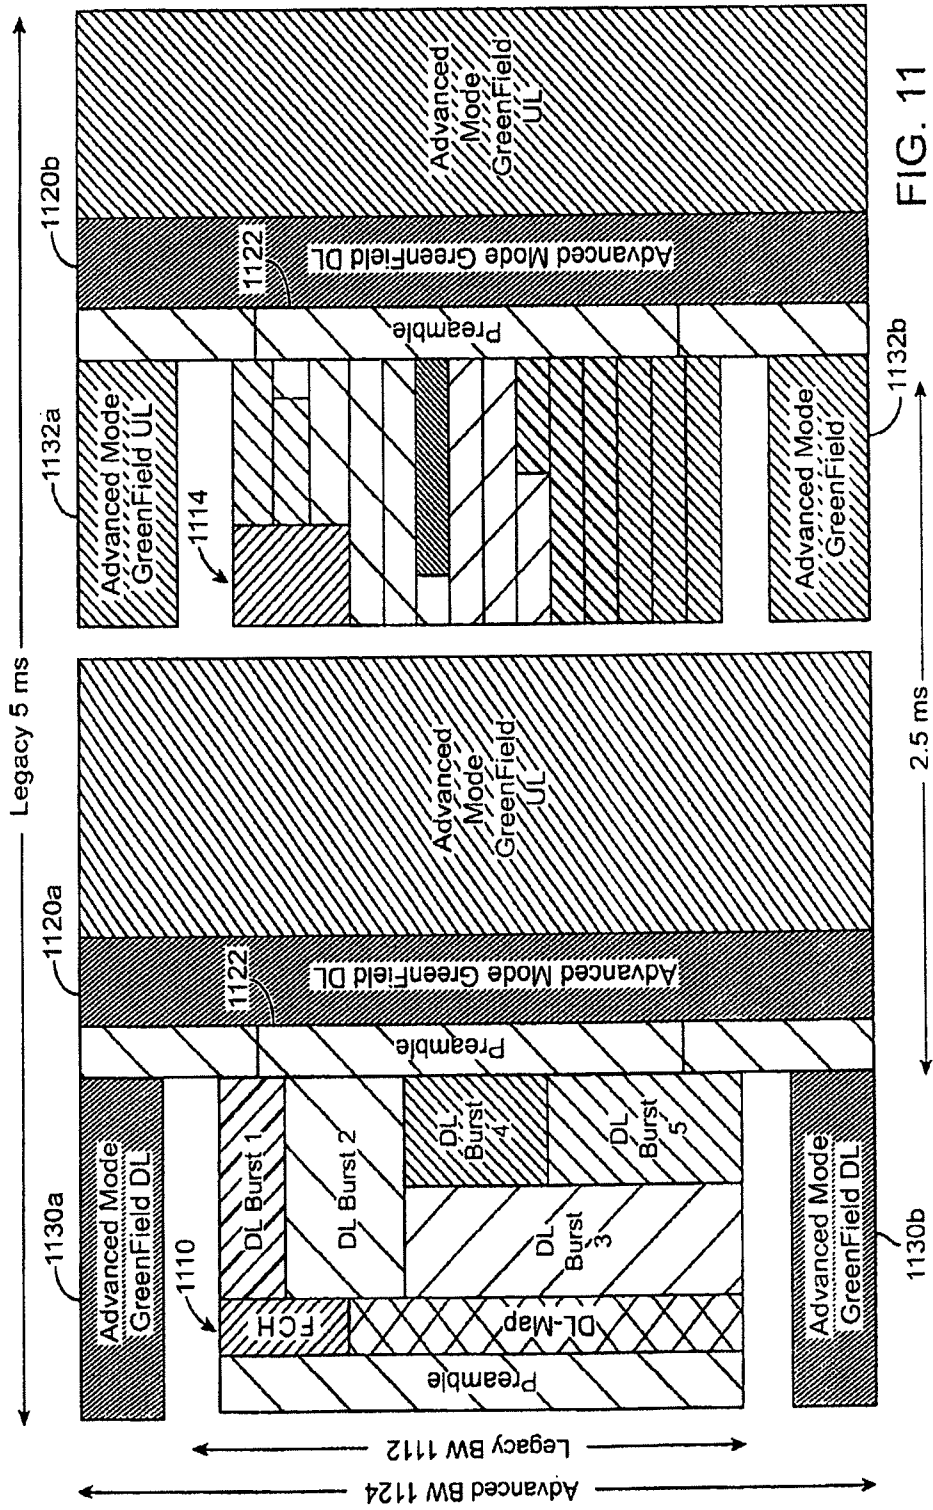 Legacy 5 ms
1130a
1120a
1132a
1120b
Advanced Mode
GreenField DL
1110
1122
Advanced Mode
GreenField UL
1114
1122
Preamble
FCH
DL-Map
DL Burst 1
DL Burst 2
DL
Burst
3
DL
Burst
4
DL
Burst
5
Preamble
Advanced Mode GreenField DL
Advanced
Mode
GreenField
UL
Preamble
Advanced Mode GreenField DL
Advanced
Mode
GreenField
UL
Legacy BW 1112
Advanced BW 1124
Advanced Mode
GreenField DL
1130b
Advanced Mode
GreenField
1132b
2.5 ms
FIG. 11